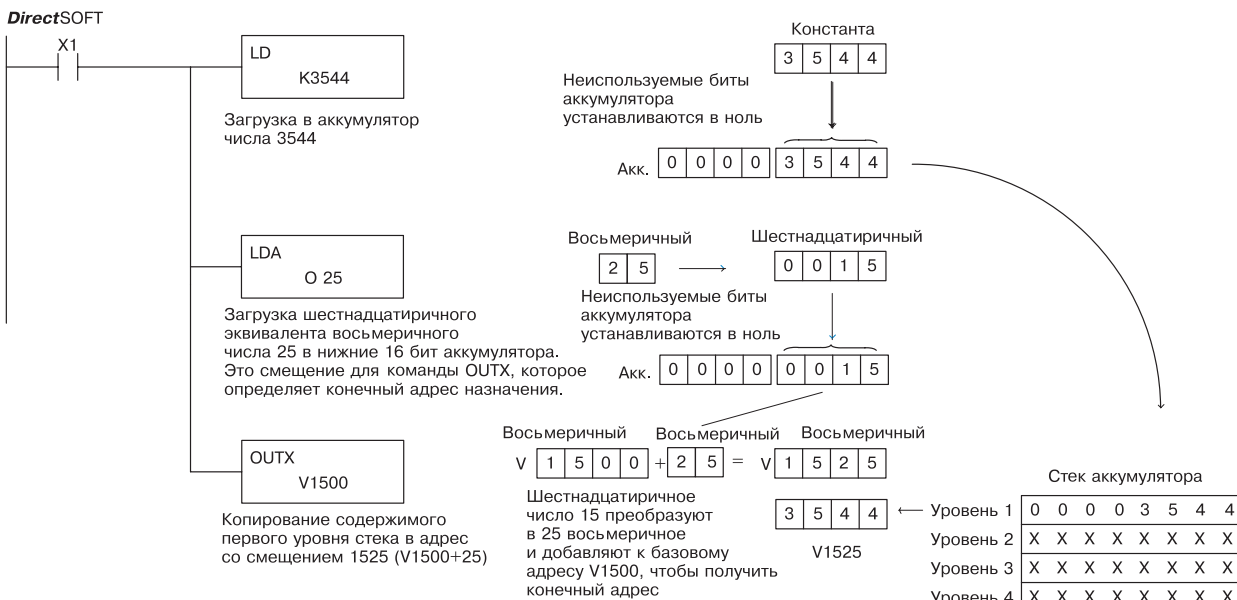 DirectSOFT
X1
LD
K3544
Загрузка в аккумулятор
числа 3544
LDA
O 25
Загрузка шестнадцатиричного
эквивалента восьмеричного
числа 25 в нижние 16 бит аккумулятора.
Это смещение для команды OUTX, которое
определяет конечный адрес назначения.
OUTX
V1500
Копирование содержимого
первого уровня стека в адрес
со смещением 1525 (V1500+25)
Константа
3 5 4 4
Неиспользуемые биты
аккумулятора
устанавливаются в ноль
Акк. 0 0 0 0 3 5 4 4
Восьмеричный Шестнадцатиричный
2 5 0 0 1 5
Неиспользуемые биты
аккумулятора
устанавливаются в ноль
Акк. 0 0 0 0 0 0 1 5
Восьмеричный Восьмеричный Восьмеричный
V 1 5 0 0 + 2 5 = V 1 5 2 5
Шестнадцатиричное
число 15 преобразуют
в 25 восьмеричное
и добавляют к базовому
адресу V1500, чтобы получить
конечный адрес
3 5 4 4
V1525
Стек аккумулятора
Уровень 1 0 0 0 0 3 5 4 4
Уровень 2 X X X X X X X X
Уровень 3 X X X X X X X X
Уровень 4 X X X X X X X X